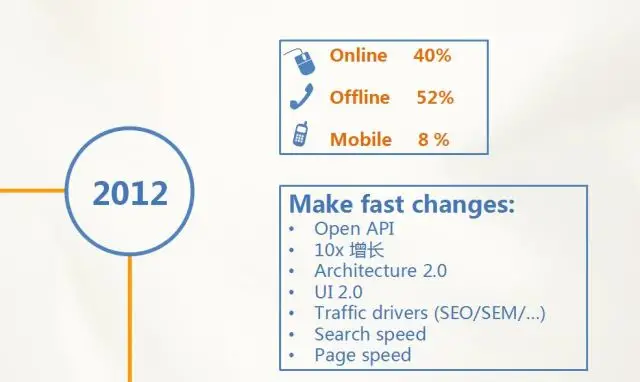 Online 40%
Offline 52%
Mobile 8 %
2012
Make fast changes:
• Open API
• 10x 增长
• Architecture 2.0
• UI 2.0
• Traffic drivers (SEO/SEM/...)
• Search speed
• Page speed